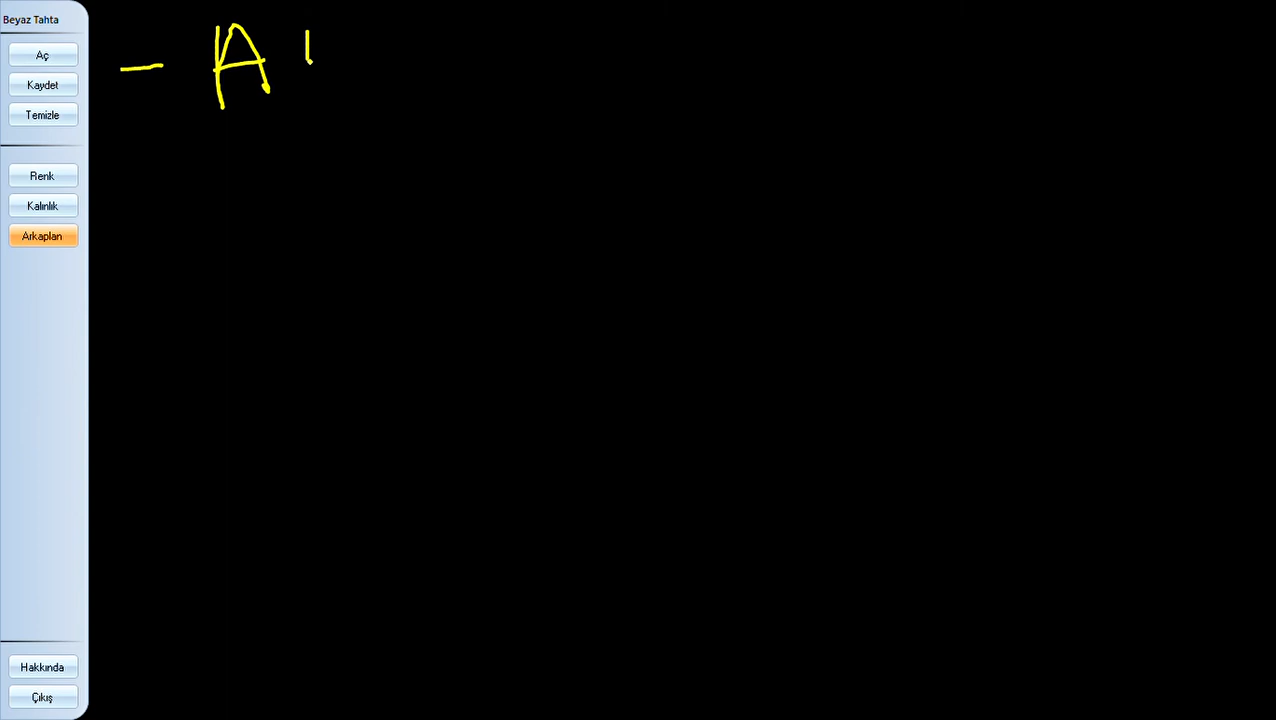 Beyaz Tahta
Aç
Kaydet
Temizle
Renk
Kalınlık
Arkaplan
Hakkında
Çıkış
- A